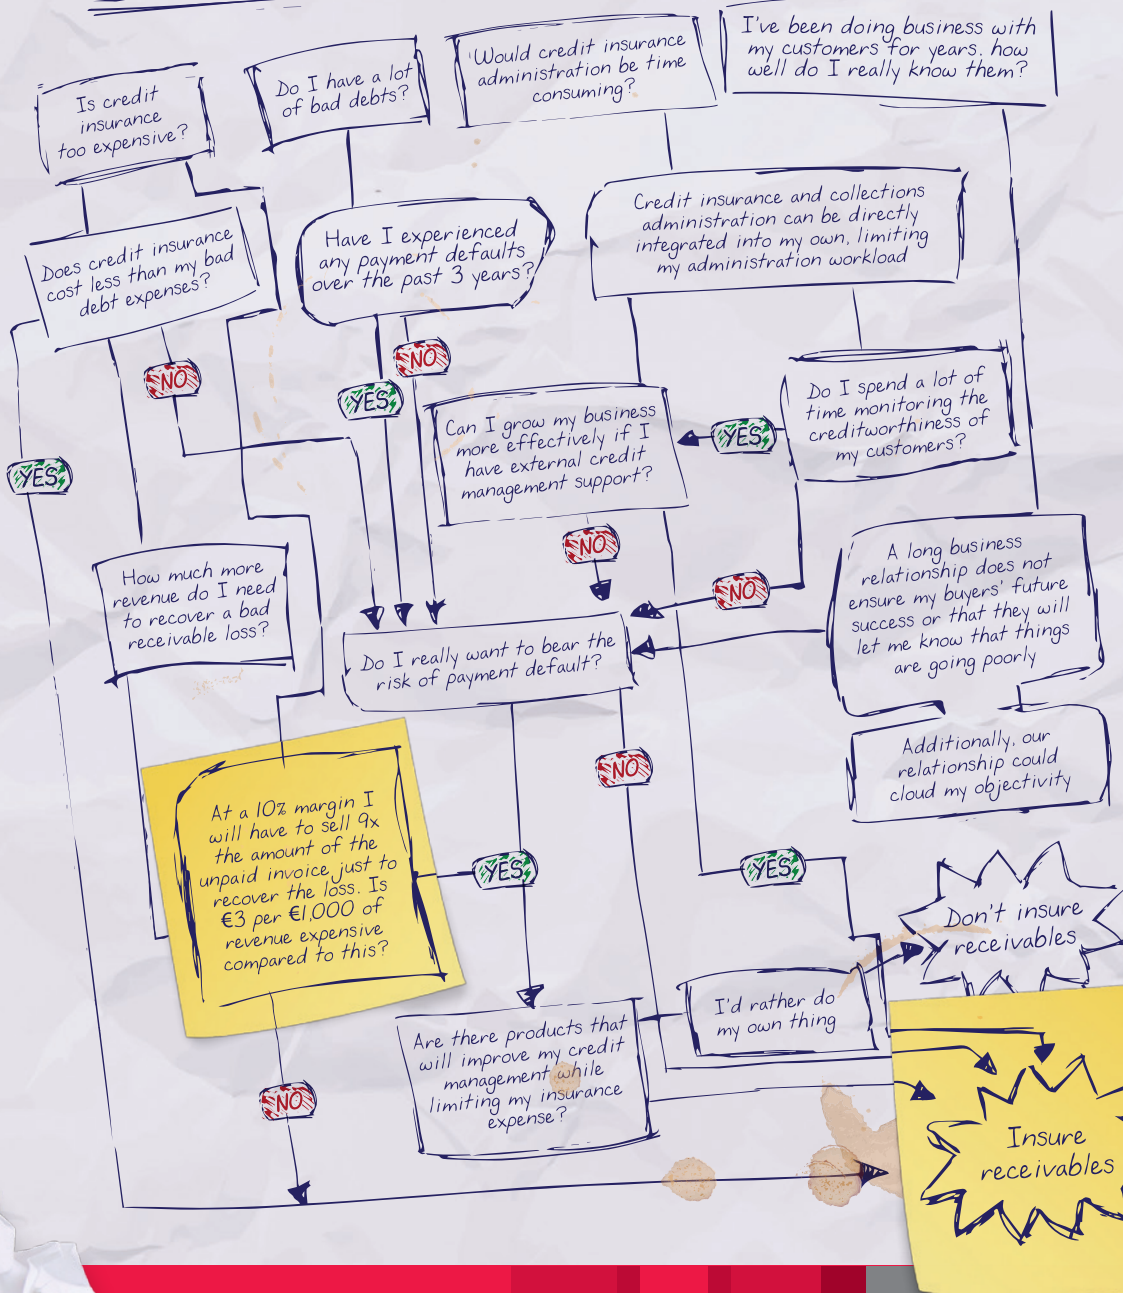 Is credit
insurance
too expensive?
Do I have a lot
of bad debts?
Would credit insurance
administration be time
consuming?
I've been doing business with
my customers for years, how
well do I really know them?
Does credit insurance
cost less than my bad
debt expenses?
Have I experienced
any payment defaults
over the past 3 years?
Credit insurance and collections
administration can be directly
integrated into my own, limiting
my administration workload
NO
YES
NO
YES
Can I grow my business
more effectively if I
have external credit
management support?
YES
Do I spend a lot of
time monitoring the
creditworthiness of
my customers?
NO
NO
How much more
revenue do I need
to recover a bad
receivable loss?
Do I really want to bear the
risk of payment default?
A long business
relationship does not
ensure my buyers' future
success or that they will
let me know that things
are going poorly
Additionally, our
relationship could
cloud my objectivity
NO
At a 10% margin I
will have to sell 9x
the amount of the
unpaid invoice just to
recover the loss. Is
€3 per €1,000 of
revenue expensive
compared to this?
YES
YES
Don't insure
receivables
I'd rather do
my own thing
Are there products that
will improve my credit
management while
limiting my insurance
expense?
NO
Insure
receivables